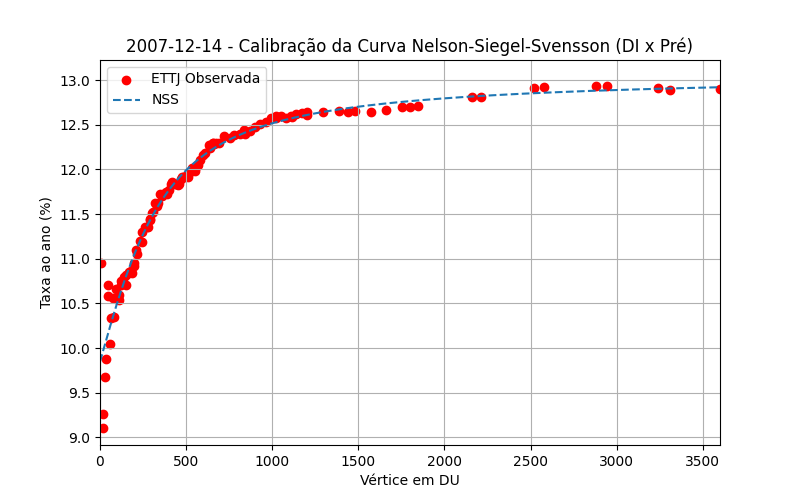 2007-12-14 - Calibração da Curva Nelson-Siegel-Svensson (DI x Pré)
ETTJ Observada
NSS
Taxa ao ano (%)
13.0
12.5
12.0
11.5
11.0
10.5
10.0
9.5
9.0
0 500 1000 1500 2000 2500 3000 3500
Vértice em DU